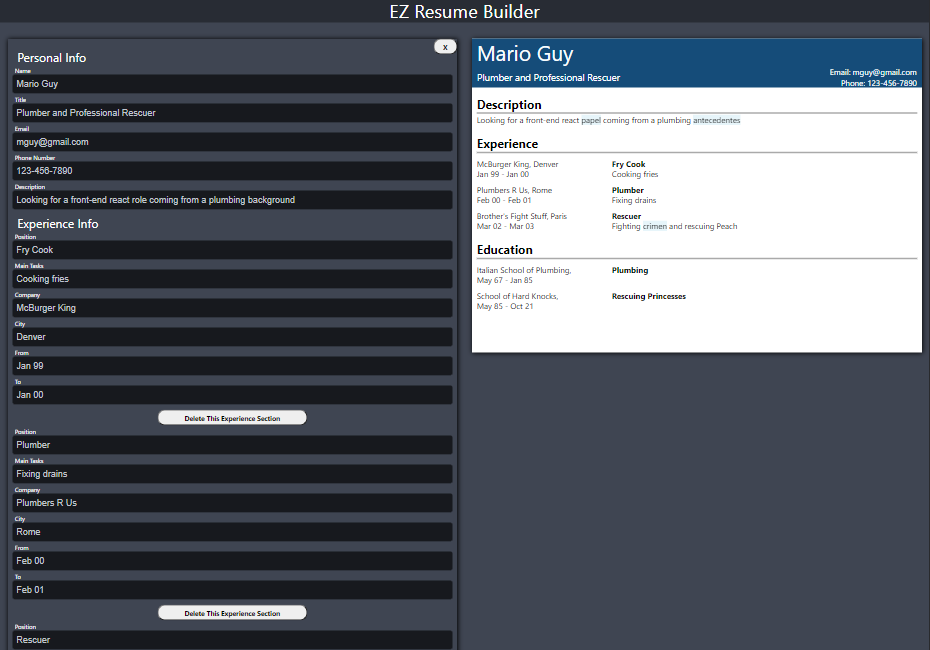 EZ Resume Builder
x
Personal Info
Name
Mario Guy
Title
Plumber and Professional Rescuer
Email
mguy@gmail.com
Phone Number
123-456-7890
Description
Looking for a front-end react role coming from a plumbing background
Experience Info
Position
Fry Cook
Main Tasks
Cooking fries
Company
McBurger King
City
Denver
From
Jan 99
To
Jan 00
Delete This Experience Section
Position
Plumber
Main Tasks
Fixing drains
Company
Plumbers R Us
City
Rome
From
Feb 00
To
Feb 01
Delete This Experience Section
Position
Rescuer
Mario Guy
Plumber and Professional Rescuer
Email: mguy@gmail.com
Phone: 123-456-7890
Description
Looking for a front-end react papel coming from a plumbing antecedentes
Experience
McBurger King, Denver
Jan 99 - Jan 00
Fry Cook
Cooking fries
Plumbers R Us, Rome
Feb 00 - Feb 01
Plumber
Fixing drains
Brother's Fight Stuff, Paris
Mar 02 - Mar 03
Rescuer
Fighting crimen and rescuing Peach
Education
Italian School of Plumbing,
May 67 - Jan 85
Plumbing
School of Hard Knocks,
May 85 - Oct 21
Rescuing Princesses